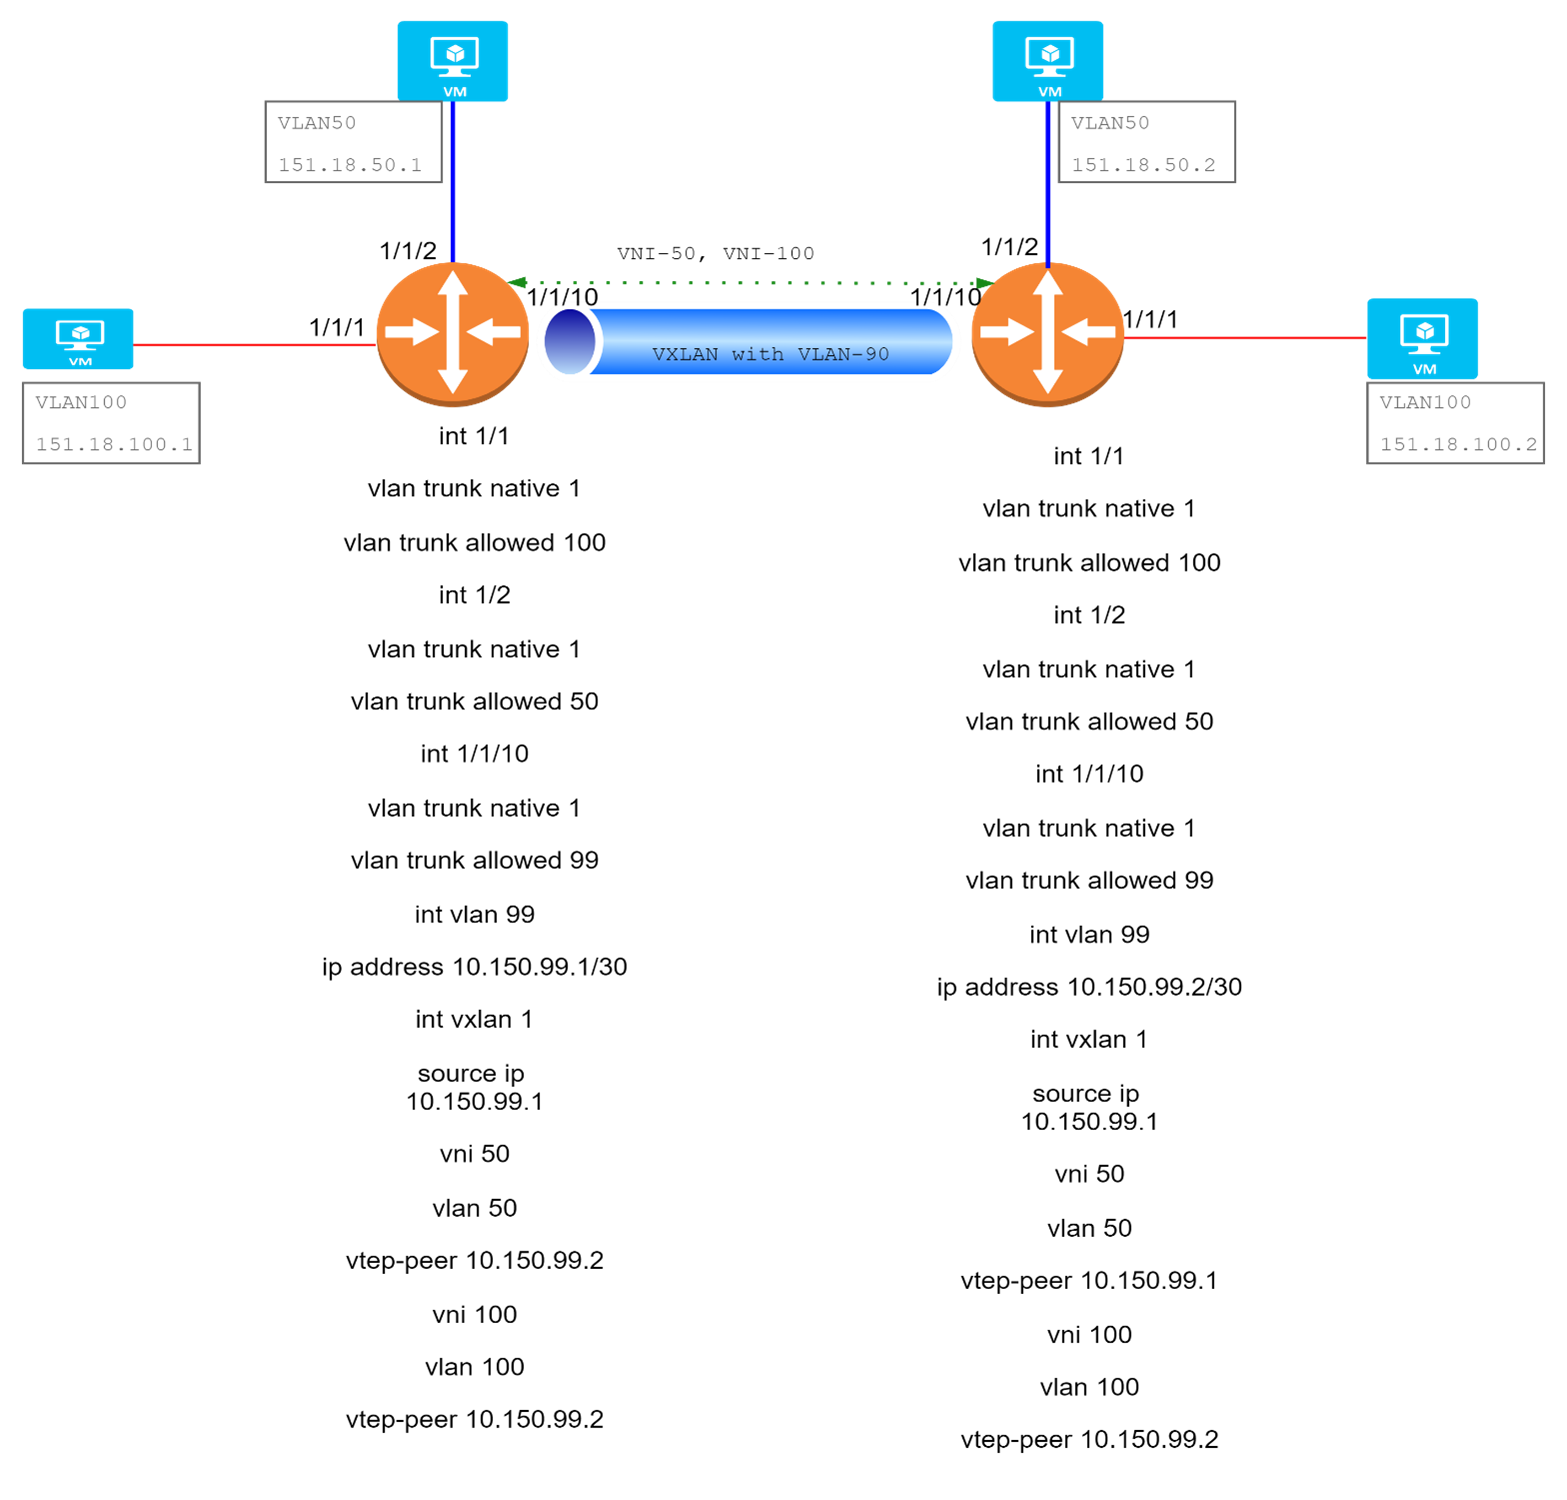 VM
VLAN50
151.18.50.1
VM
VLAN50
151.18.50.2
1/1/2
1/1/2
VNI-50, VNI-100
1/1/10
1/1/10
1/1/1
1/1/1
VM
VLAN100
151.18.100.1
VXLAN with VLAN-90
VM
VLAN100
151.18.100.2
int 1/1
vlan trunk native 1
vlan trunk allowed 100
int 1/2
vlan trunk native 1
vlan trunk allowed 50
int 1/1/10
vlan trunk native 1
vlan trunk allowed 99
int vlan 99
ip address 10.150.99.1/30
int vxlan 1
source ip
10.150.99.1
vni 50
vlan 50
vtep-peer 10.150.99.2
vni 100
vlan 100
vtep-peer 10.150.99.2
int 1/1
vlan trunk native 1
vlan trunk allowed 100
int 1/2
vlan trunk native 1
vlan trunk allowed 50
int 1/1/10
vlan trunk native 1
vlan trunk allowed 99
int vlan 99
ip address 10.150.99.2/30
int vxlan 1
source ip
10.150.99.1
vni 50
vlan 50
vtep-peer 10.150.99.1
vni 100
vlan 100
vtep-peer 10.150.99.2